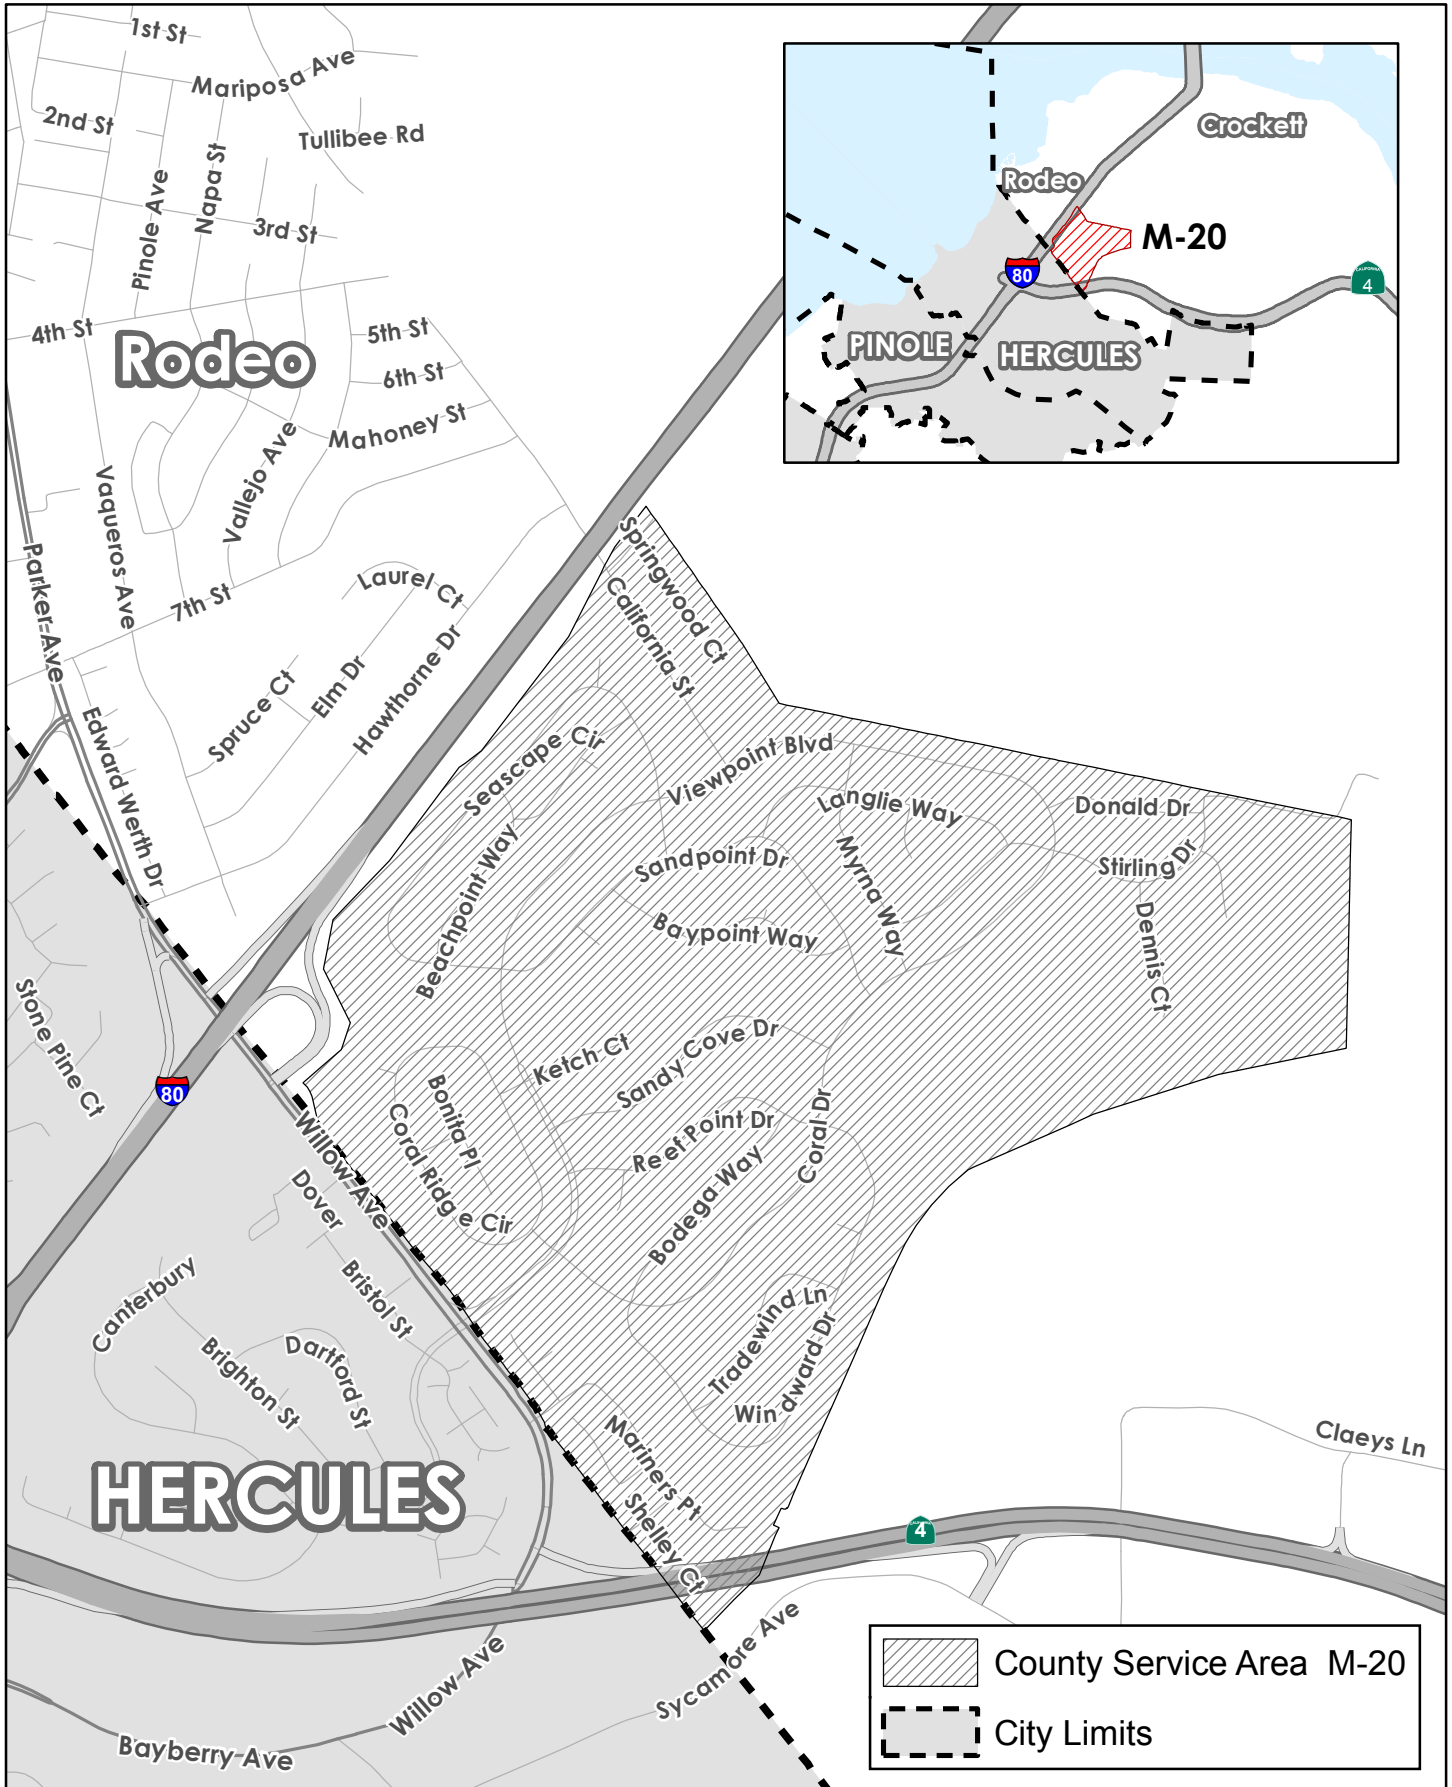 1st St
Mariposa Ave
2nd St
Tullibee Rd
Pinole Ave
Napa St
3rd St
4th St
5th St
Rodeo
6th St
Mahoney St
Vallejo Ave
Vaqueros Ave
Parker Ave
7th St
Laurel Ct
Spruce Ct
Elm Dr
Hawthorne Dr
Edward Werth Dr
Crockett
Rodeo
M-20
80
CALIFORNIA
4
PINOLE
HERCULES
Springwood Ct
California St
Seascape Cir
Viewpoint Blvd
Langlie Way
Donald Dr
Beachpoint Way
Sandpoint Dr
Myrna Way
Stirling Dr
Baypoint Way
Dennis Ct
Stone Pine Ct
80
Ketch Ct
Sandy Cove Dr
Bonita Pl
Coral Ridge Cir
Reef Point Dr
Coral Dr
Bodega Way
Willow Ave
Dover
Canterbury
Bristol St
Brighton St
Dartford St
Tradewind Ln
Windward Dr
Mariners Pt
Shelley Ct
HERCULES
Claeys Ln
CALIFORNIA
4
Sycamore Ave
Willow Ave
Bayberry Ave
County Service Area M-20
City Limits